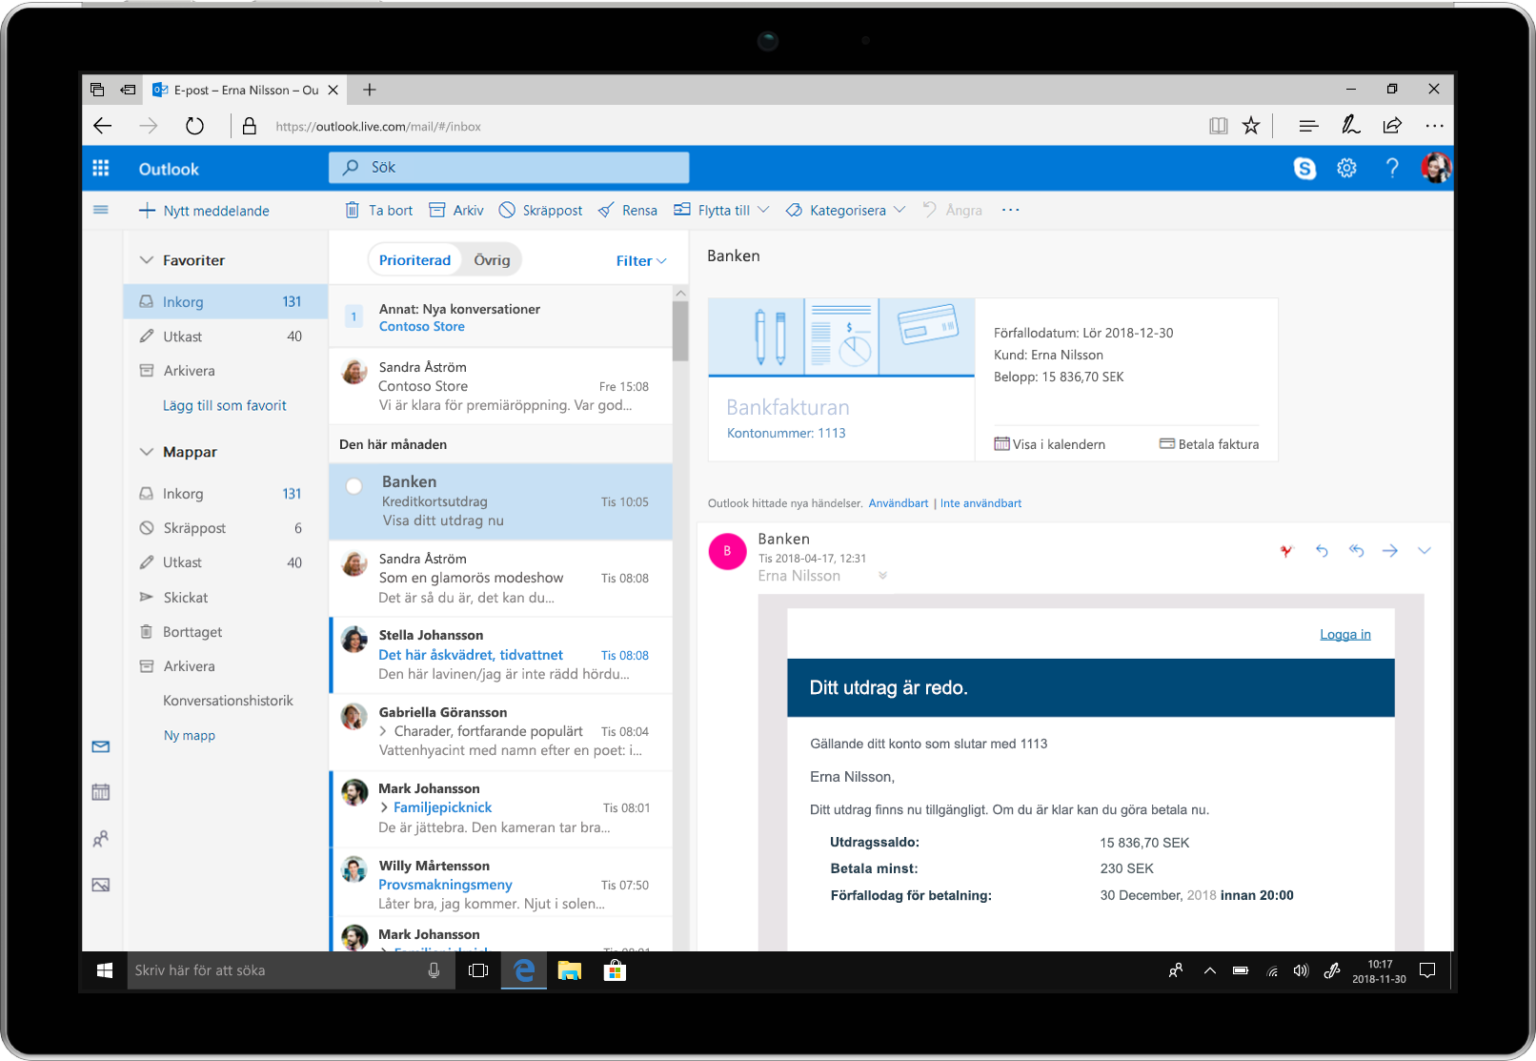 E-post – Erna Nilsson – Ou
https://outlook.live.com/mail/#/inbox
Outlook
Sök
Nytt meddelande
Ta bort
Arkiv
Skräppost
Rensa
Flytta till
Kategorisera
Ångra
Favoriter
Inkorg 131
Utkast 40
Arkivera
Lägg till som favorit
Mappar
Inkorg 131
Skräppost 6
Utkast 40
Skickat
Borttaget
Arkivera
Konversationshistorik
Ny mapp
Prioriterad Övrig Filter
1
Annat: Nya konversationer
Contoso Store
Sandra Åström
Contoso Store Fre 15:08
Vi är klara för premiäröppning. Var god...
Den här månaden
Banken
Kreditkortsutdrag Tis 10:05
Visa ditt utdrag nu
Sandra Åström
Som en glamorös modeshow Tis 08:08
Det är så du är, det kan du...
Stella Johansson
Det här åskvädret, tidvattnet Tis 08:08
Den här lavinen/jag är inte rädd hördu...
Gabriella Göransson
> Charader, fortfarande populärt Tis 08:04
Vattenhyacint med namn efter en poet: i...
Mark Johansson
> Familjepicknick Tis 08:01
De är jättebra. Den kameran tar bra...
Willy Mårtensson
Provsmakningsmeny Tis 07:50
Låter bra, jag kommer. Njut i solen...
Mark Johansson
Banken
$
Bankfakturan
Kontonummer: 1113
Förfallodatum: Lör 2018-12-30
Kund: Erna Nilsson
Belopp: 15 836,70 SEK
Visa i kalendern
Betala faktura
Outlook hittade nya händelser. Användbart | Inte användbart
B
Banken
Tis 2018-04-17, 12:31
Erna Nilsson
Logga in
Ditt utdrag är redo.
Gällande ditt konto som slutar med 1113
Erna Nilsson,
Ditt utdrag finns nu tillgängligt. Om du är klar kan du göra betala nu.
Utdragssaldo: 15 836,70 SEK
Betala minst: 230 SEK
Förfallodag för betalning: 30 December, 2018 innan 20:00
Skriv här för att söka
10:17
2018-11-30